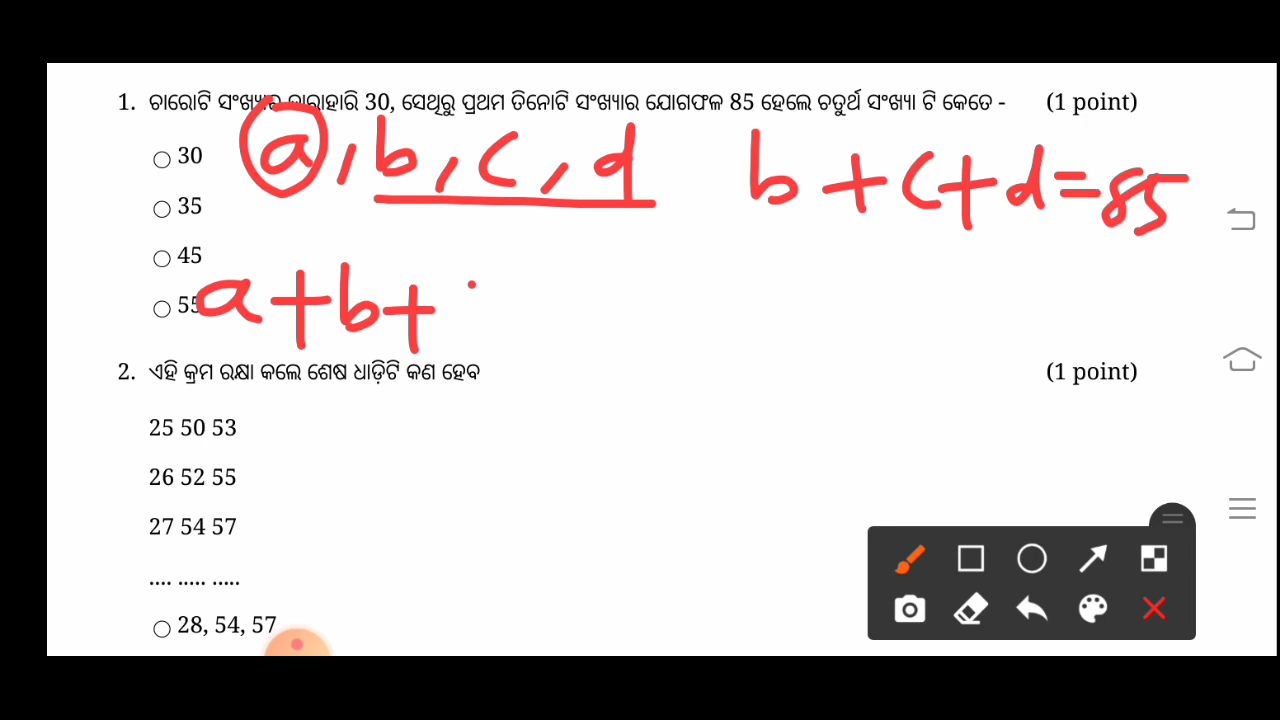 1. ଚାରୋଟି ସଂଖ୍ୟାର ହାରାହାରି 30, ସେଥିରୁ ପ୍ରଥମ ତିନୋଟି ସଂଖ୍ୟାର ଯୋଗଫଳ 85 ହେଲେ ଚତୁର୍ଥ ସଂଖ୍ୟା ଟି କେତେ - (1 point)
30
a, b, c, d
b + c + d = 85
35
45
55
a + b +
2. ଏହି କ୍ରମ ରକ୍ଷା କଲେ ଶେଷ ଧାଡ଼ିଟି କଣ ହେବ (1 point)
25 50 53
26 52 55
27 54 57
.... ..... .....
28, 54, 57